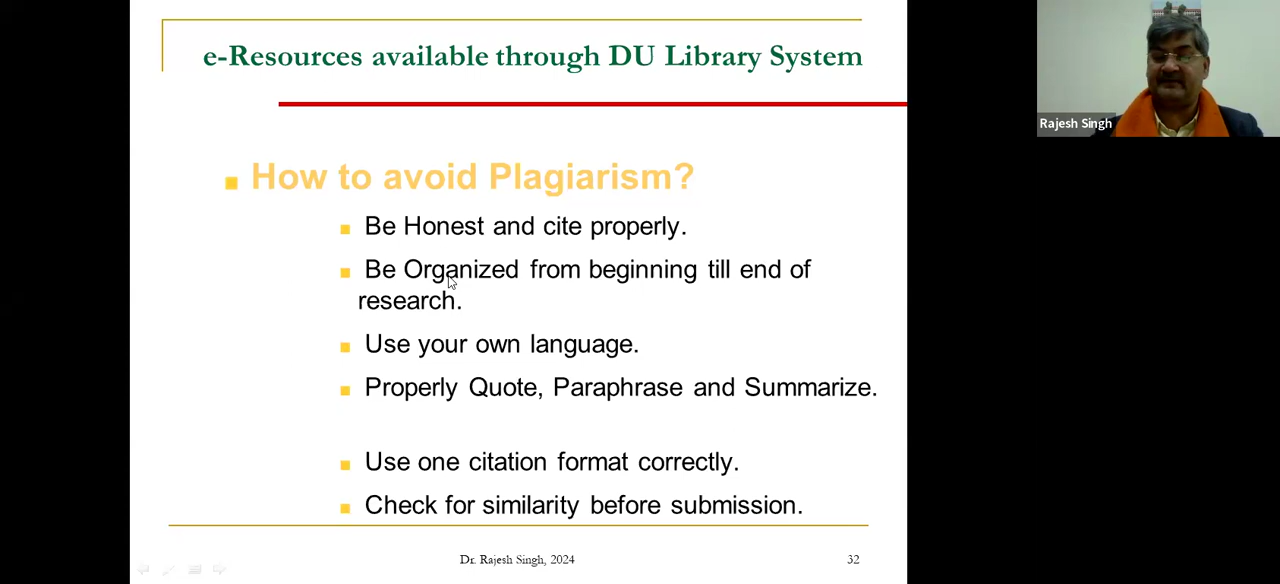 e-Resources available through DU Library System
How to avoid Plagiarism?
Be Honest and cite properly.
Be Organized from beginning till end of
research.
Use your own language.
Properly Quote, Paraphrase and Summarize.
Use one citation format correctly.
Check for similarity before submission.
Dr. Rajesh Singh, 2024
32
Rajesh Singh